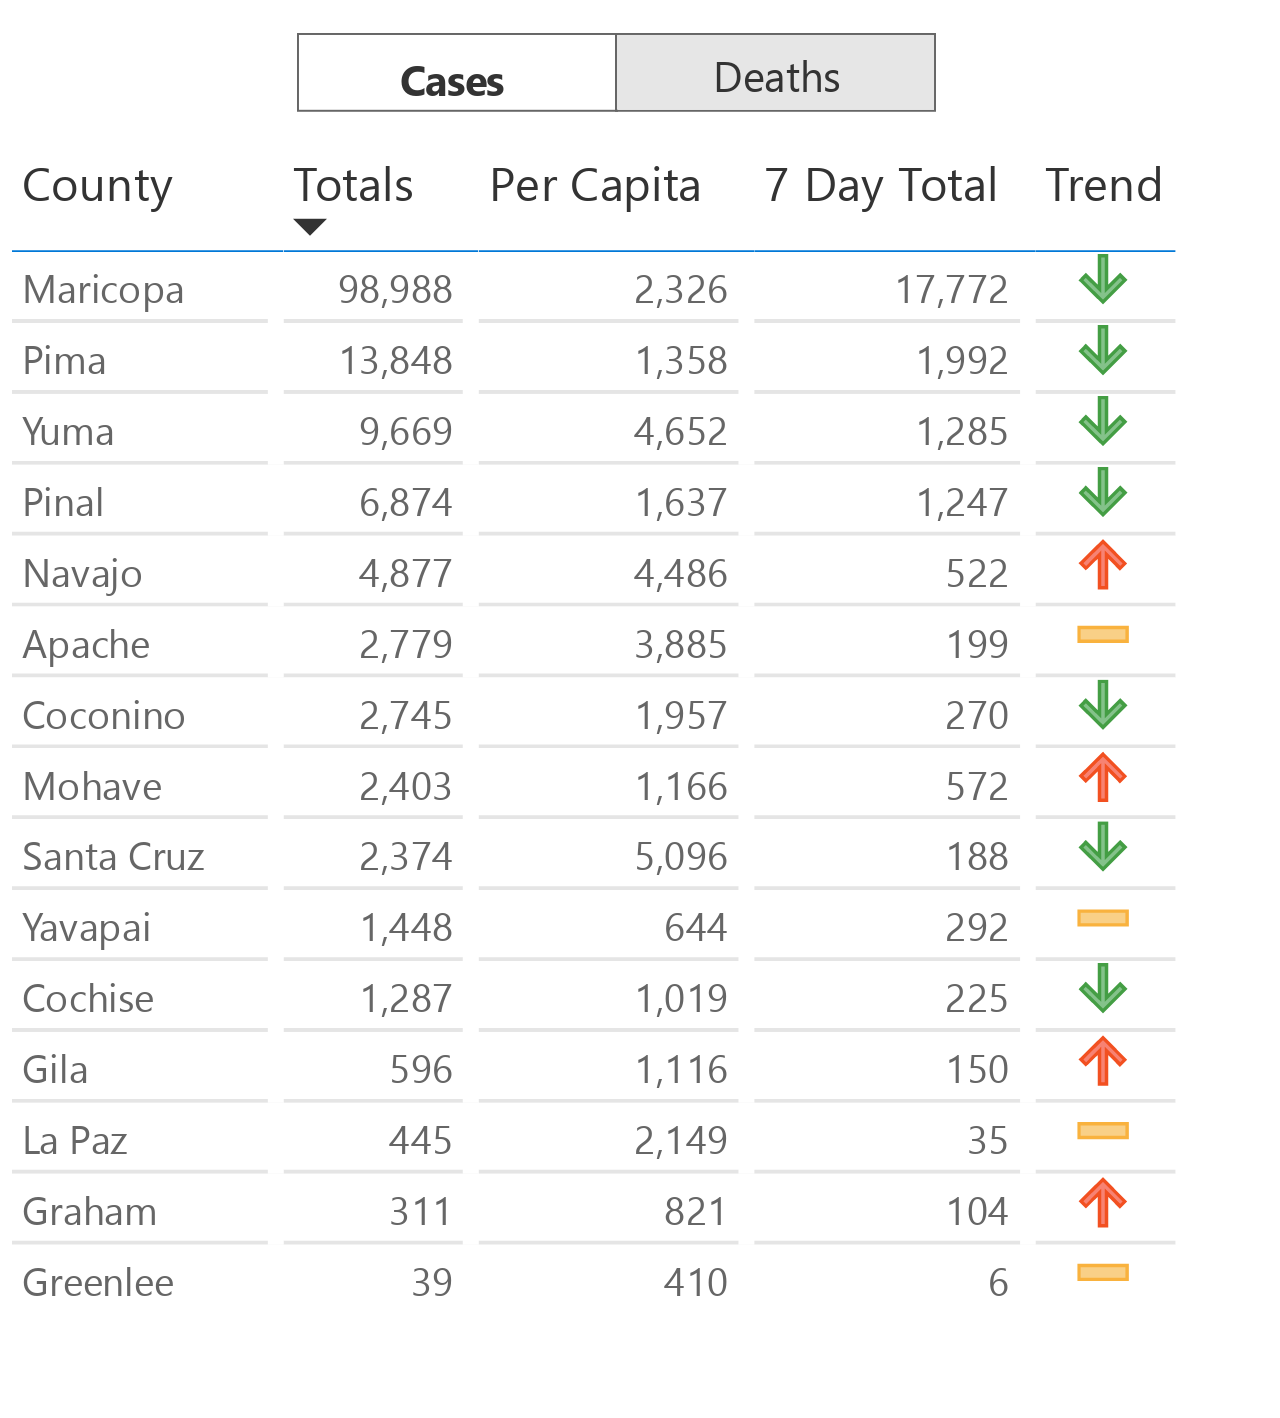 Cases Deaths
County Totals Per Capita 7 Day Total Trend
Maricopa 98,988 2,326 17,772
Pima 13,848 1,358 1,992
Yuma 9,669 4,652 1,285
Pinal 6,874 1,637 1,247
Navajo 4,877 4,486 522
Apache 2,779 3,885 199
Coconino 2,745 1,957 270
Mohave 2,403 1,166 572
Santa Cruz 2,374 5,096 188
Yavapai 1,448 644 292
Cochise 1,287 1,019 225
Gila 596 1,116 150
La Paz 445 2,149 35
Graham 311 821 104
Greenlee 39 410 6